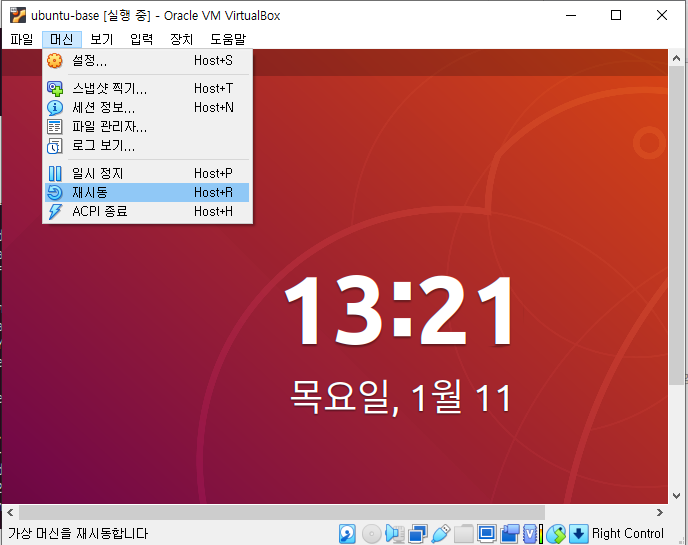 ubuntu-base [실행 중] - Oracle VM VirtualBox
파일 머신 보기 입력 장치 도움말
설정... Host+S
스냅샷 찍기... Host+T
세션 정보... Host+N
파일 관리자...
로그 보기...
일시 정지 Host+P
재시동 Host+R
ACPI 종료 Host+H
13:21
목요일, 1월 11
가상 머신을 재시동합니다 Right Control